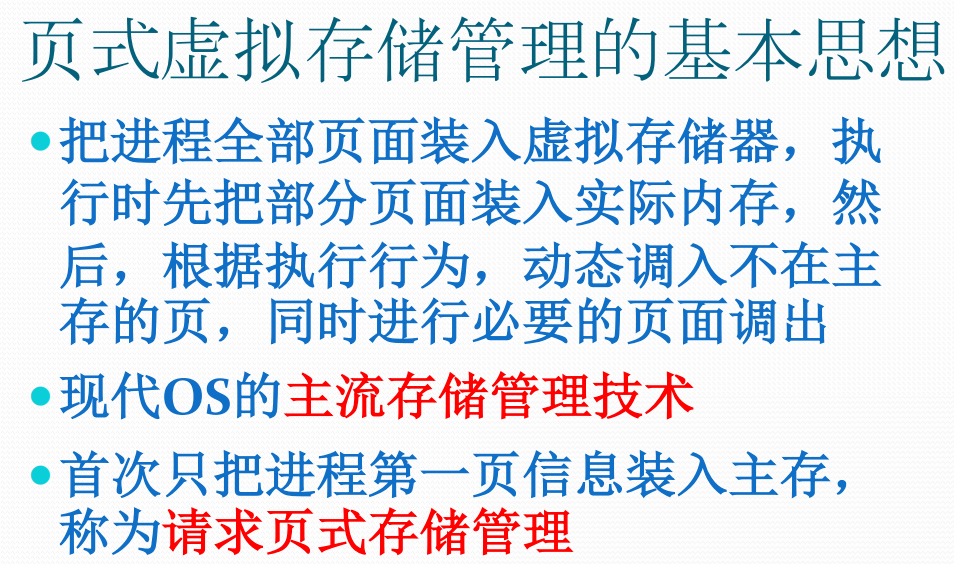 页式虚拟存储管理的基本思想
•把进程全部页面装入虚拟存储器，执
行时先把部分页面装入实际内存，然
后，根据执行行为，动态调入不在主
存的页，同时进行必要的页面调出
•现代OS的主流存储管理技术
•首次只把进程第一页信息装入主存，
称为请求页式存储管理